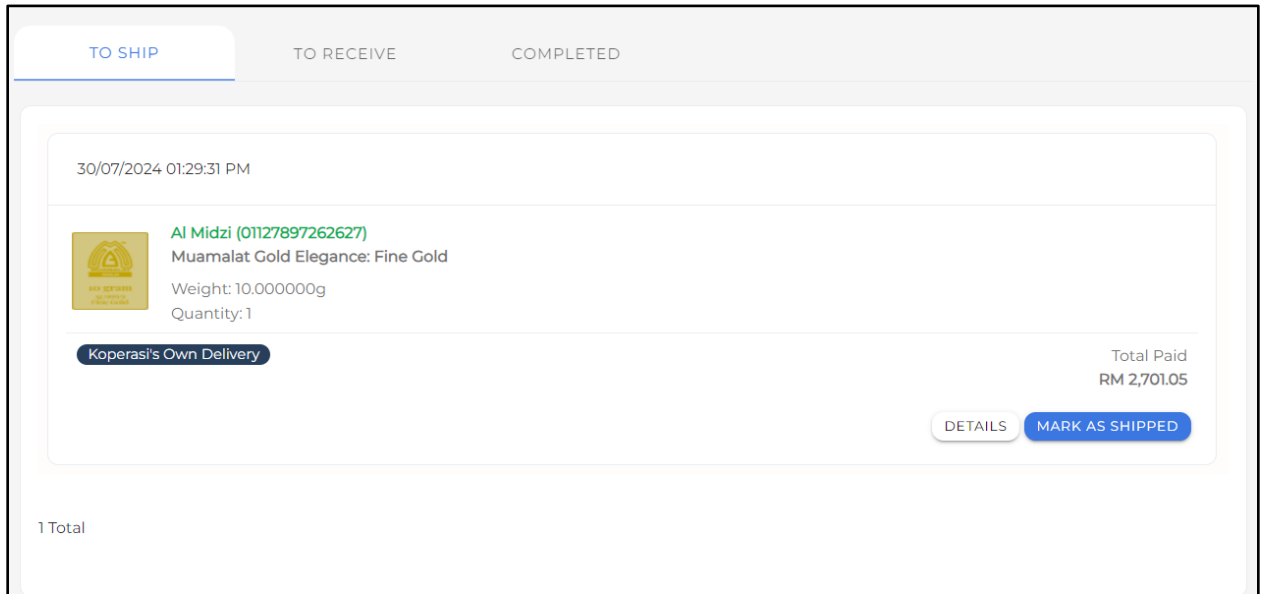 TO SHIP
TO RECEIVE
COMPLETED
30/07/2024 01:29:31 PM
Al Midzi (01127897262627)
Muamalat Gold Elegance: Fine Gold
Weight: 10.000000g
Quantity: 1
10 gram
Koperasi's Own Delivery
Total Paid
RM 2,701.05
DETAILS
MARK AS SHIPPED
1 Total